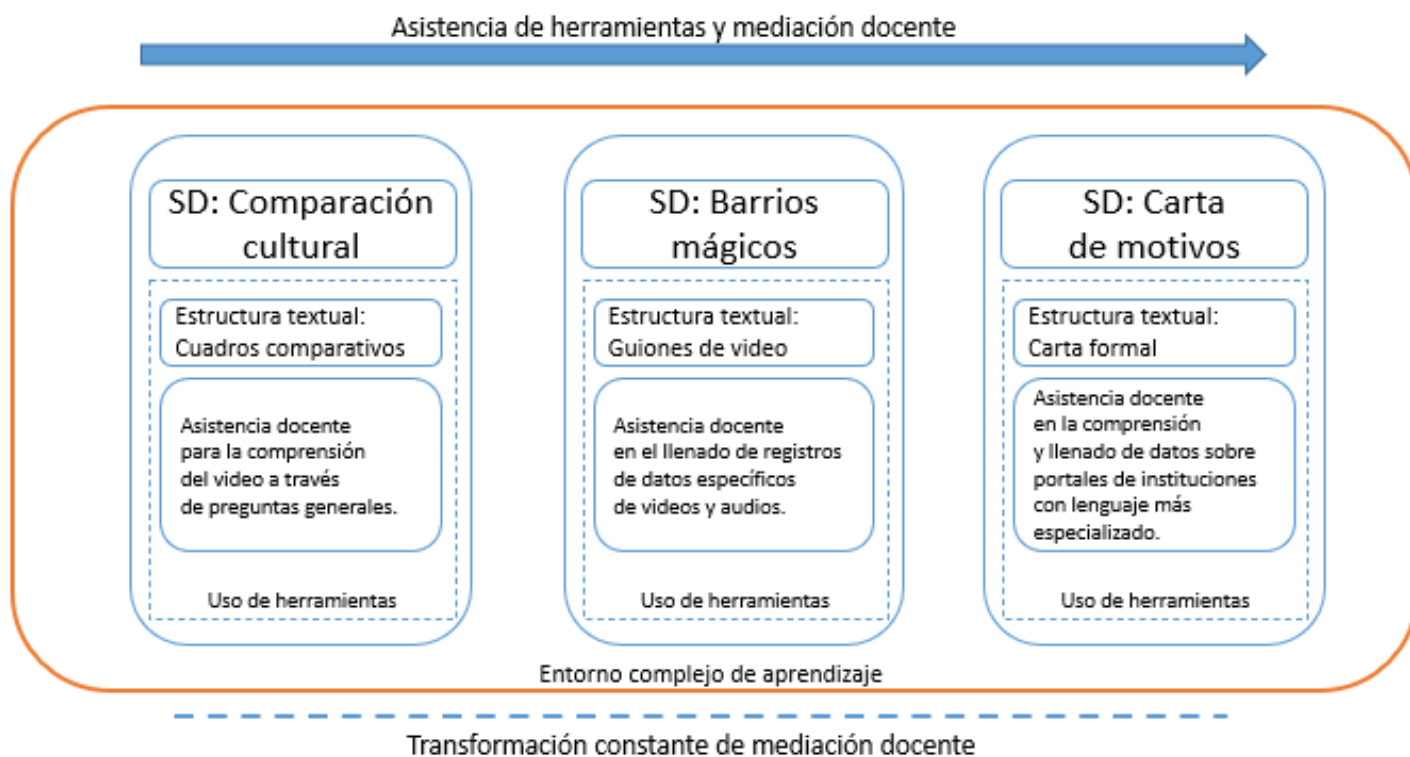 Asistencia de herramientas y mediación docente
SD: Comparación
cultural
Estructura textual:
Cuadros comparativos
Asistencia docente
para la comprensión
del video a través
de preguntas generales.
Uso de herramientas
SD: Barrios
mágicos
Estructura textual:
Guiones de video
Asistencia docente
en el llenado de registros
de datos específicos
de videos y audios.
Uso de herramientas
SD: Carta
de motivos
Estructura textual:
Carta formal
Asistencia docente
en la comprensión
y llenado de datos sobre
portales de instituciones
con lenguaje más
especializado.
Uso de herramientas
Entorno complejo de aprendizaje
Transformación constante de mediación docente